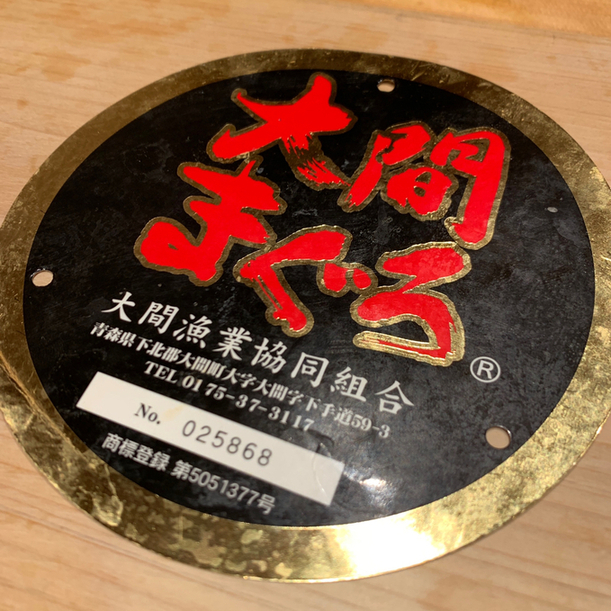 大間
まぐろ®
大間漁業協同組合
青森県下北郡大間町大字大間字下手道59-3
TEL 0175-37-3117
No. 025868
商標登録 第5051377号